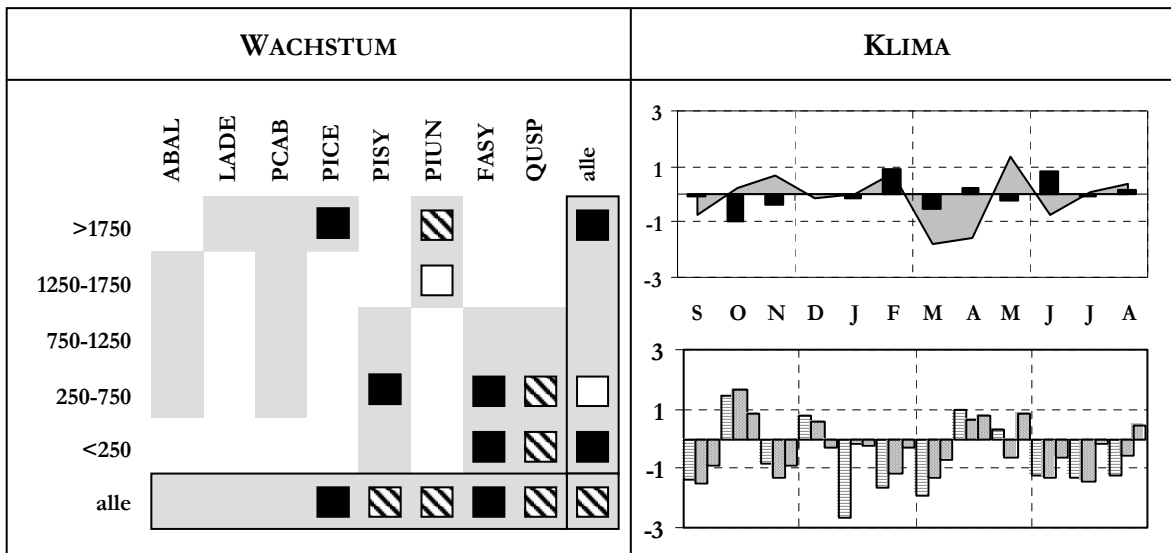 WACHSTUM
KLIMA
ABAL
LADE
PCAB
PICE
PISY
PIUN
FASY
QUSP
alle
>1750
1250-1750
750-1250
250-750
<250
alle
3
1
-1
-3
S O N D J F M A M J J A
3
1
-1
-3